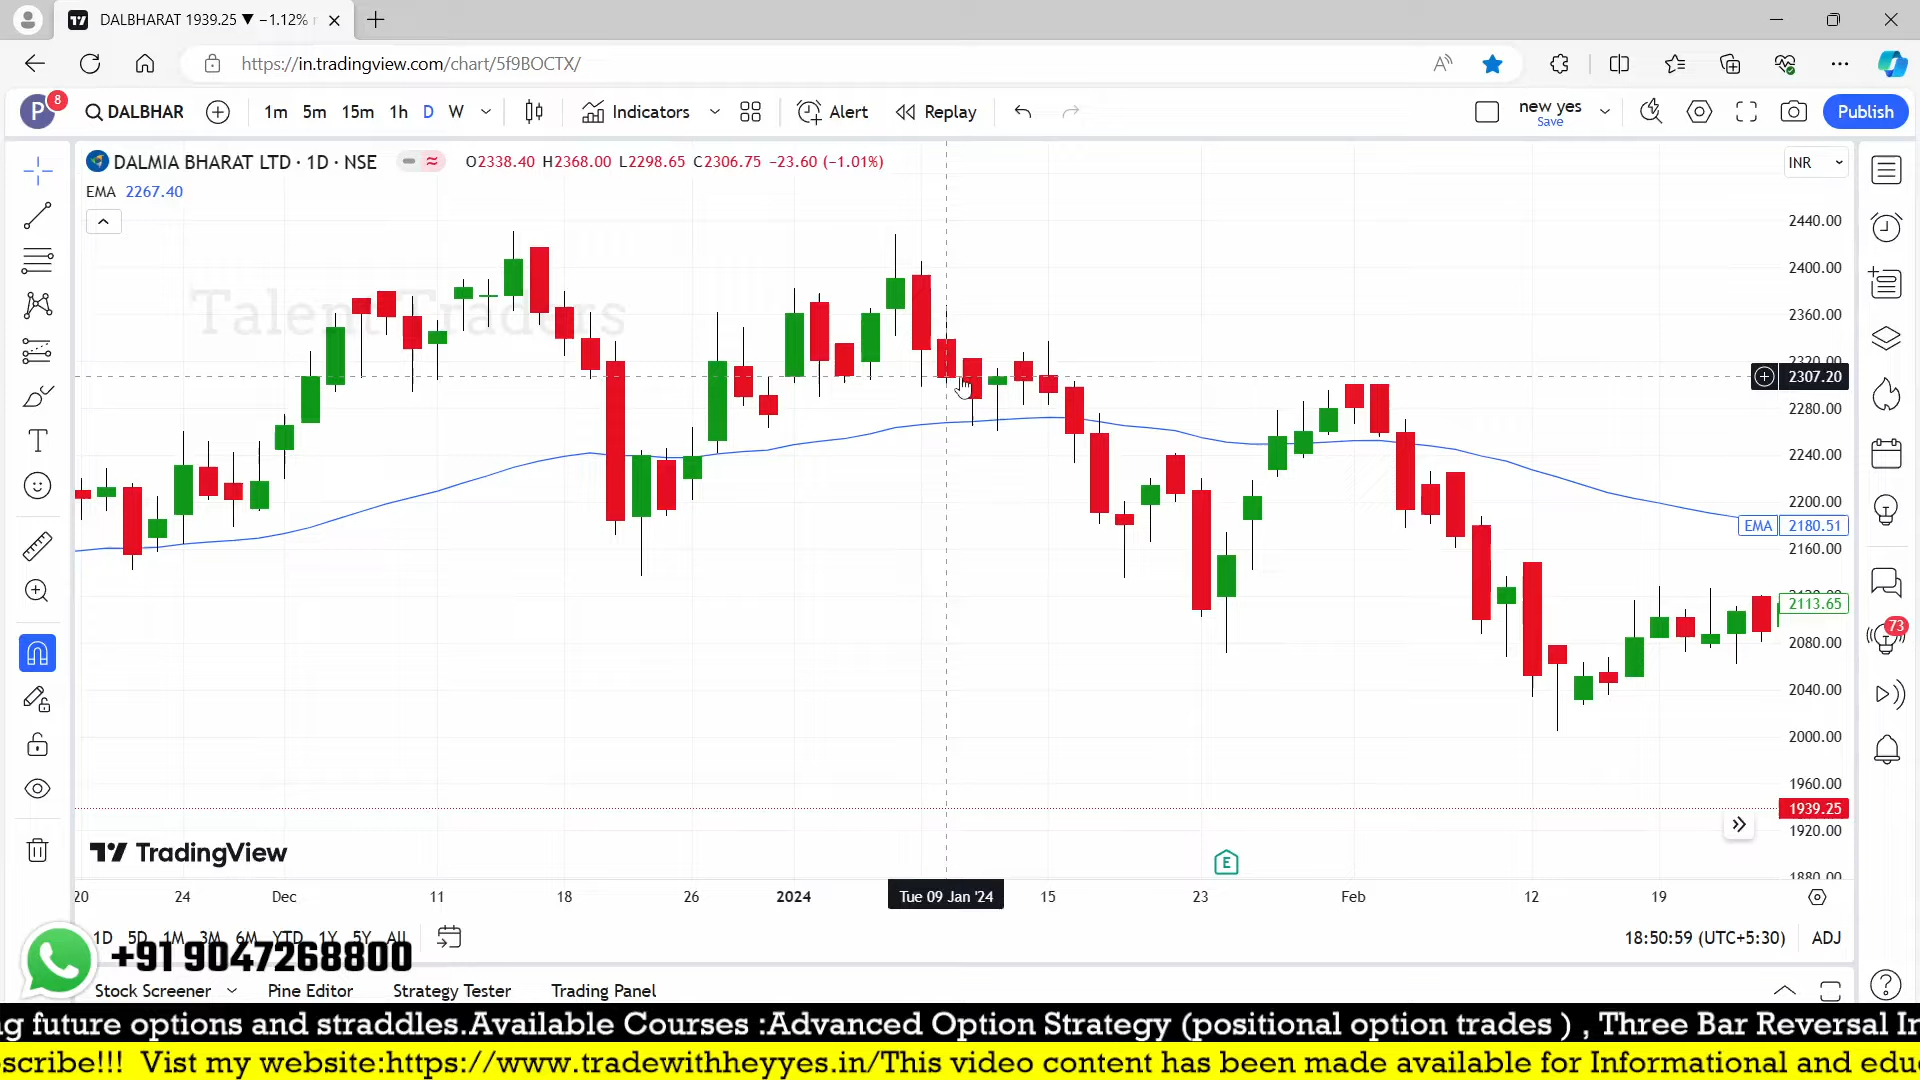 DALBHARAT 1939.25 ▼ −1.12%
https://in.tradingview.com/chart/5f9BOCTX/
P 8 DALBHAR 1m 5m 15m 1h D W Indicators Alert Replay new yes Save Publish
DALMIA BHARAT LTD · 1D · NSE O2338.40 H2368.00 L2298.65 C2306.75 −23.60 (−1.01%) INR
EMA 2267.40
2440.00
2400.00
Talent Traders
2360.00
2320.00
2307.20
2280.00
2240.00
2200.00
EMA 2180.51
2160.00
2113.65
73
2080.00
2040.00
2000.00
1960.00
1939.25
1920.00
TradingView
E
1880.00
20 24 Dec 11 18 26 2024 Tue 09 Jan '24 15 23 Feb 12 19
1D 5D 1M 3M 6M YTD 1Y 5Y All 18:50:59 (UTC+5:30) ADJ
+91 9047268800
Stock Screener Pine Editor Strategy Tester Trading Panel
g future options and straddles.Available Courses :Advanced Option Strategy (positional option trades ) , Three Bar Reversal In
scribe!!! Vist my website:https://www.tradewithheyyes.in/This video content has been made available for Informational and edu